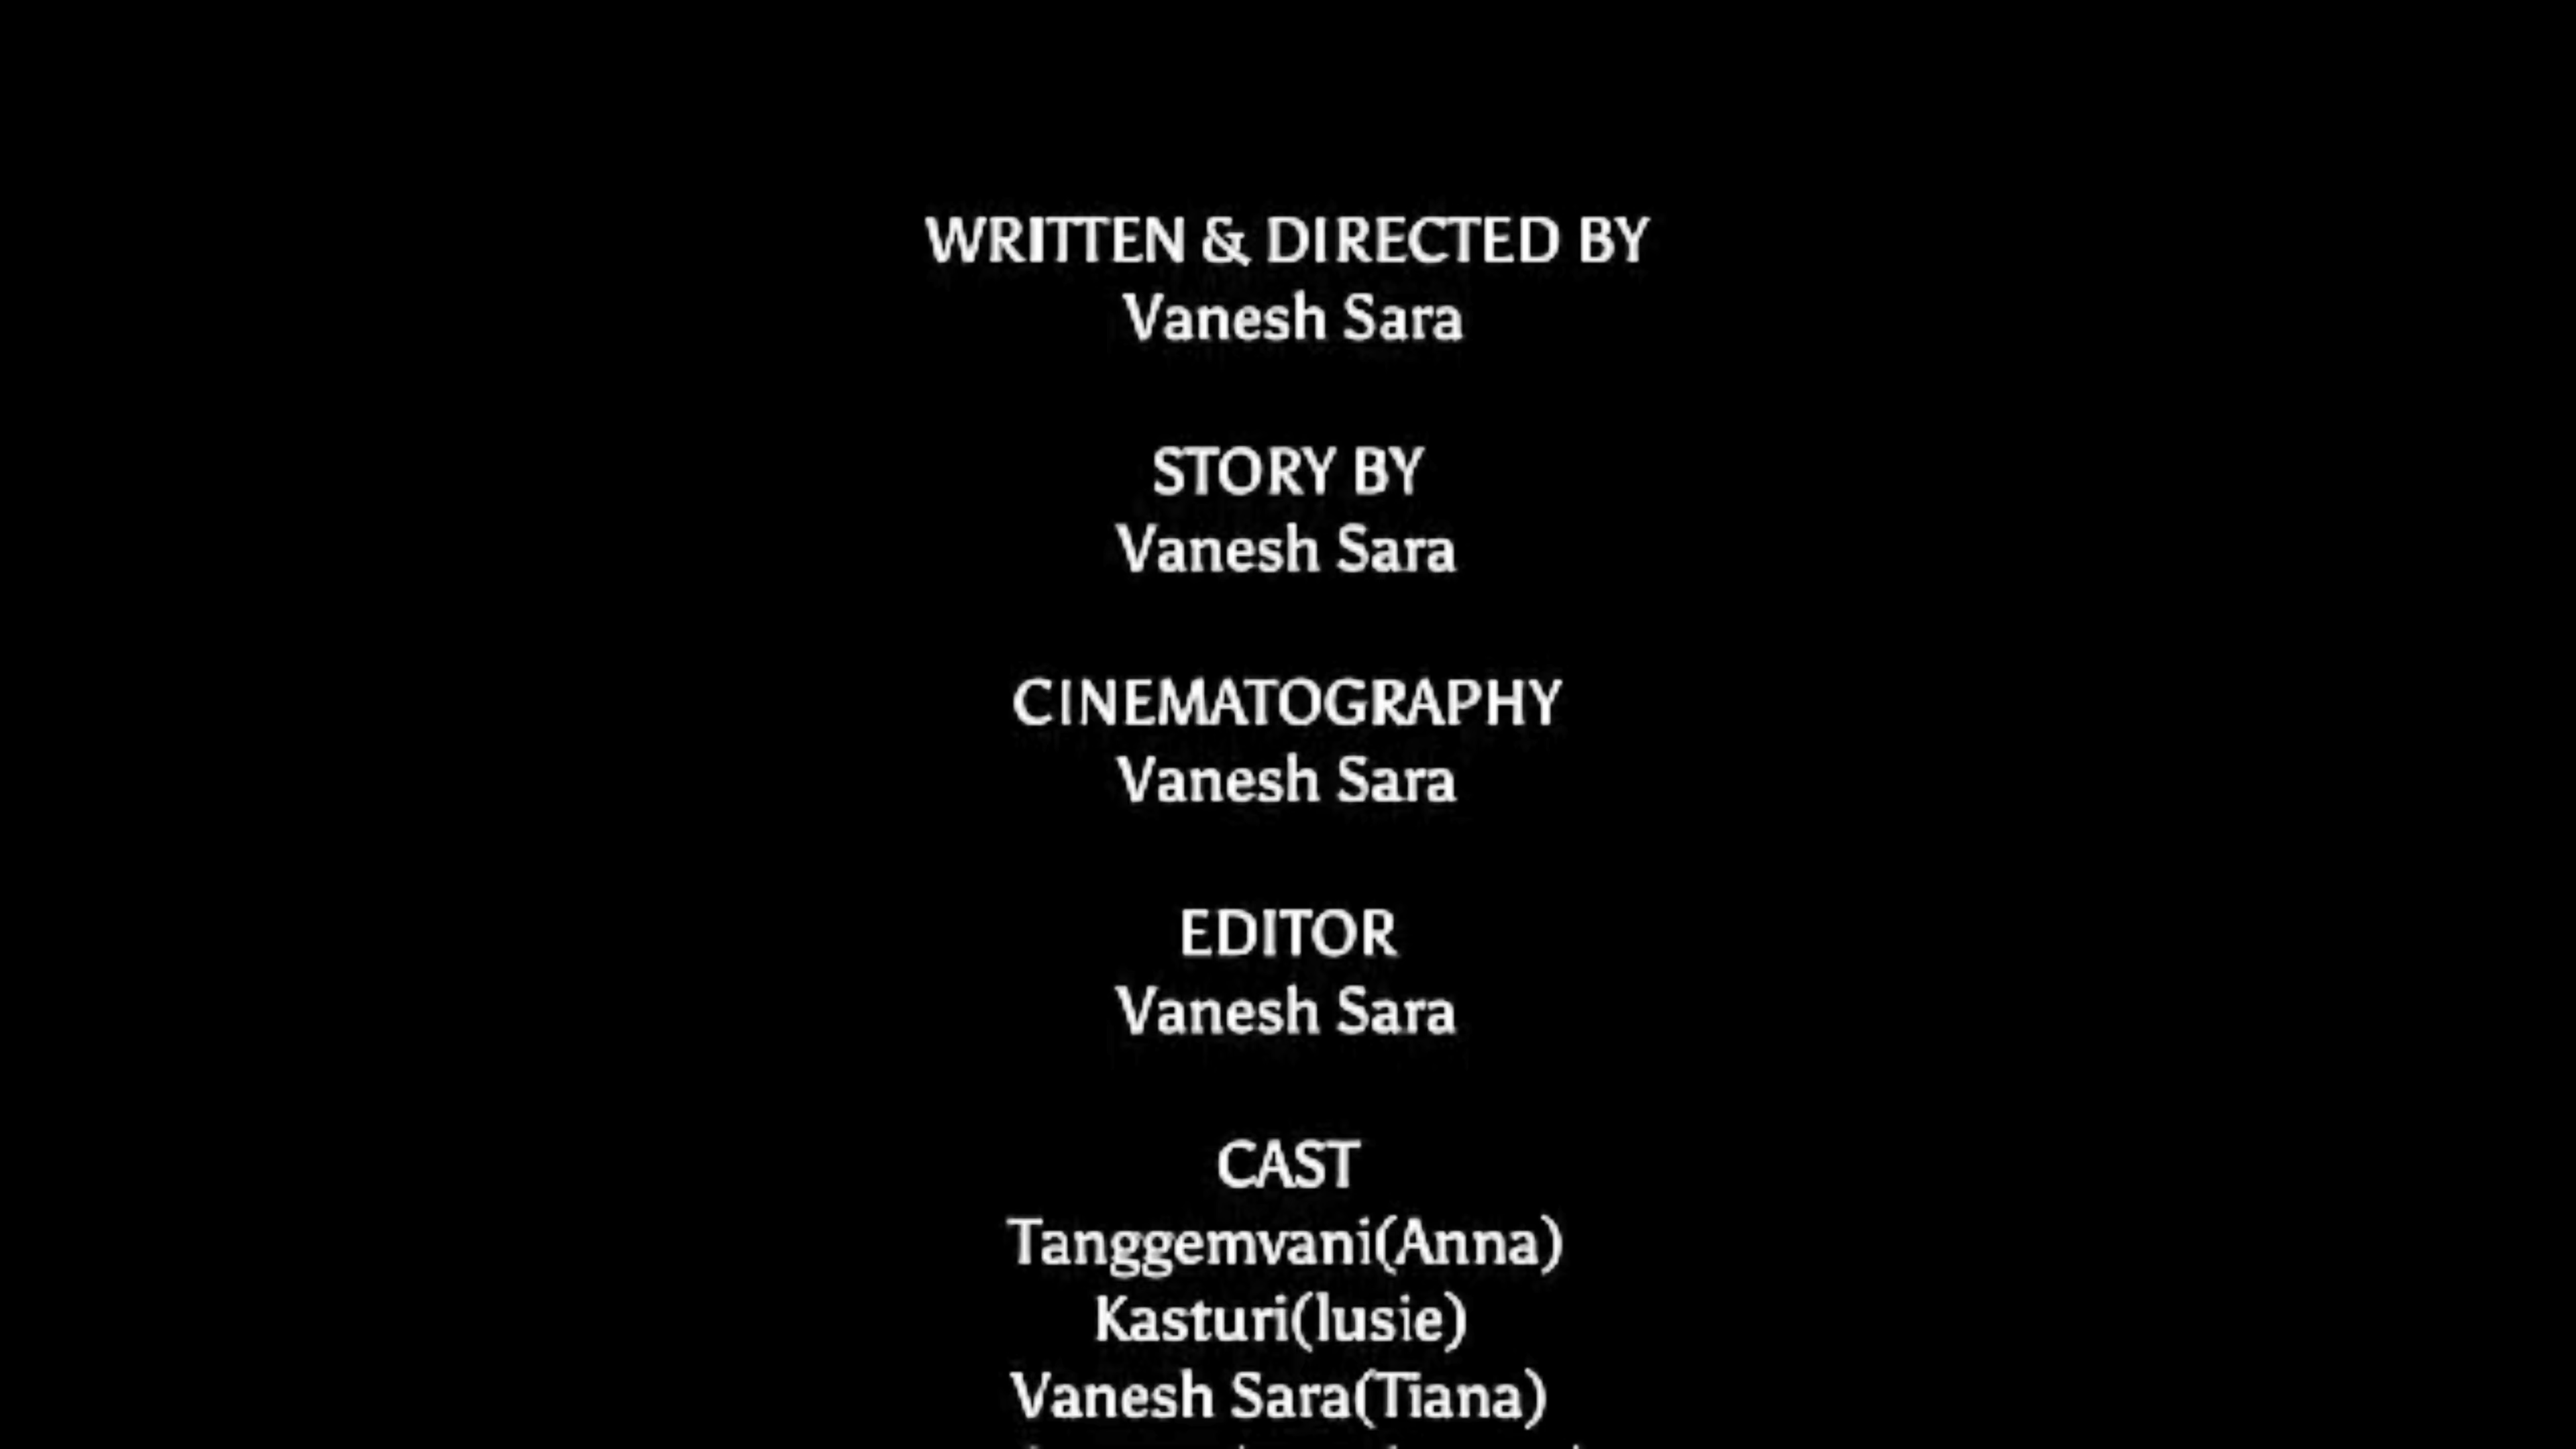 WRITTEN & DIRECTED BY
Vanesh Sara
STORY BY
Vanesh Sara
CINEMATOGRAPHY
Vanesh Sara
EDITOR
Vanesh Sara
CAST
Tanggemvani(Anna)
Kasturi(lusie)
Vanesh Sara(Tiana)